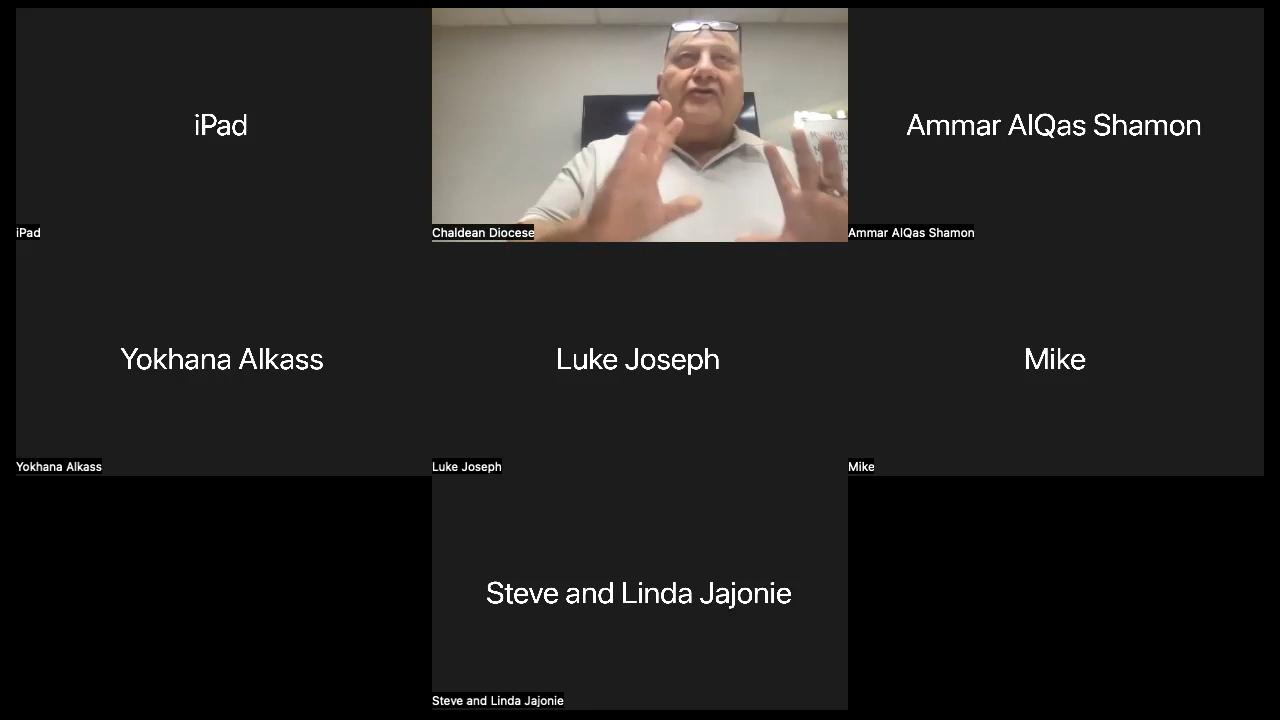 iPad
Ammar AlQas Shamon
iPad
Chaldean Diocese
Ammar AlQas Shamon
Yokhana Alkass
Luke Joseph
Mike
Yokhana Alkass
Luke Joseph
Mike
Steve and Linda Jajonie
Steve and Linda Jajonie